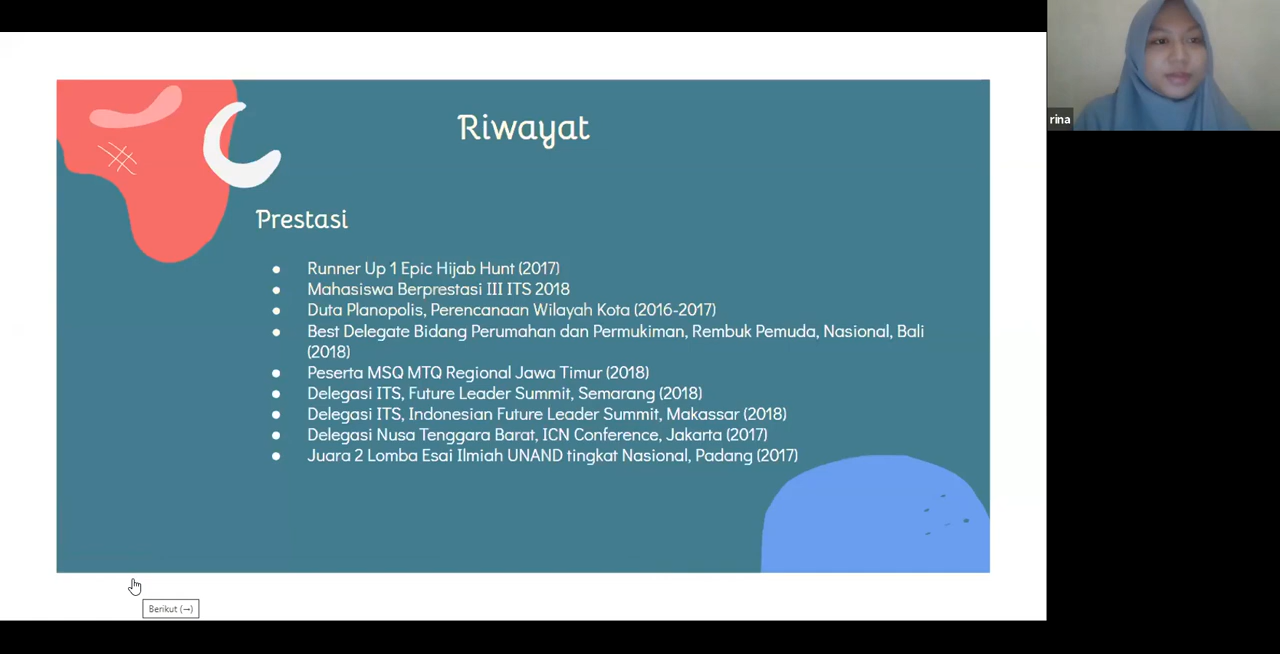 Riwayat
Prestasi
● Runner Up 1 Epic Hijab Hunt (2017)
● Mahasiswa Berprestasi III ITS 2018
● Duta Planopolis, Perencanaan Wilayah Kota (2016-2017)
● Best Delegate Bidang Perumahan dan Permukiman, Rembuk Pemuda, Nasional, Bali
(2018)
● Peserta MSQ MTQ Regional Jawa Timur (2018)
● Delegasi ITS, Future Leader Summit, Semarang (2018)
● Delegasi ITS, Indonesian Future Leader Summit, Makassar (2018)
● Delegasi Nusa Tenggara Barat, ICN Conference, Jakarta (2017)
● Juara 2 Lomba Esai Ilmiah UNAND tingkat Nasional, Padang (2017)
Berikut (→)
rina